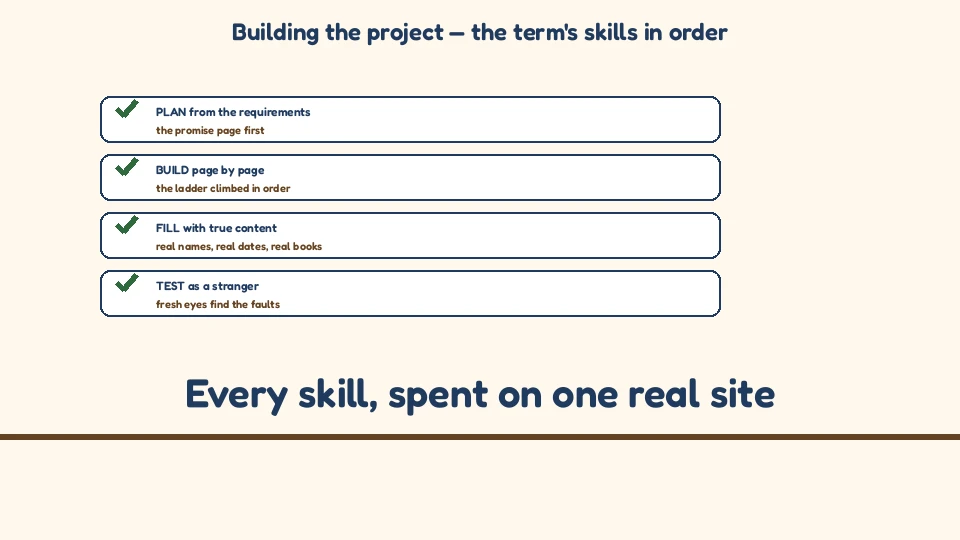 Building the project — the term's skills in order
PLAN from the requirements
the promise page first
BUILD page by page
the ladder climbed in order
FILL with true content
real names, real dates, real books
TEST as a stranger
fresh eyes find the faults
Every skill, spent on one real site